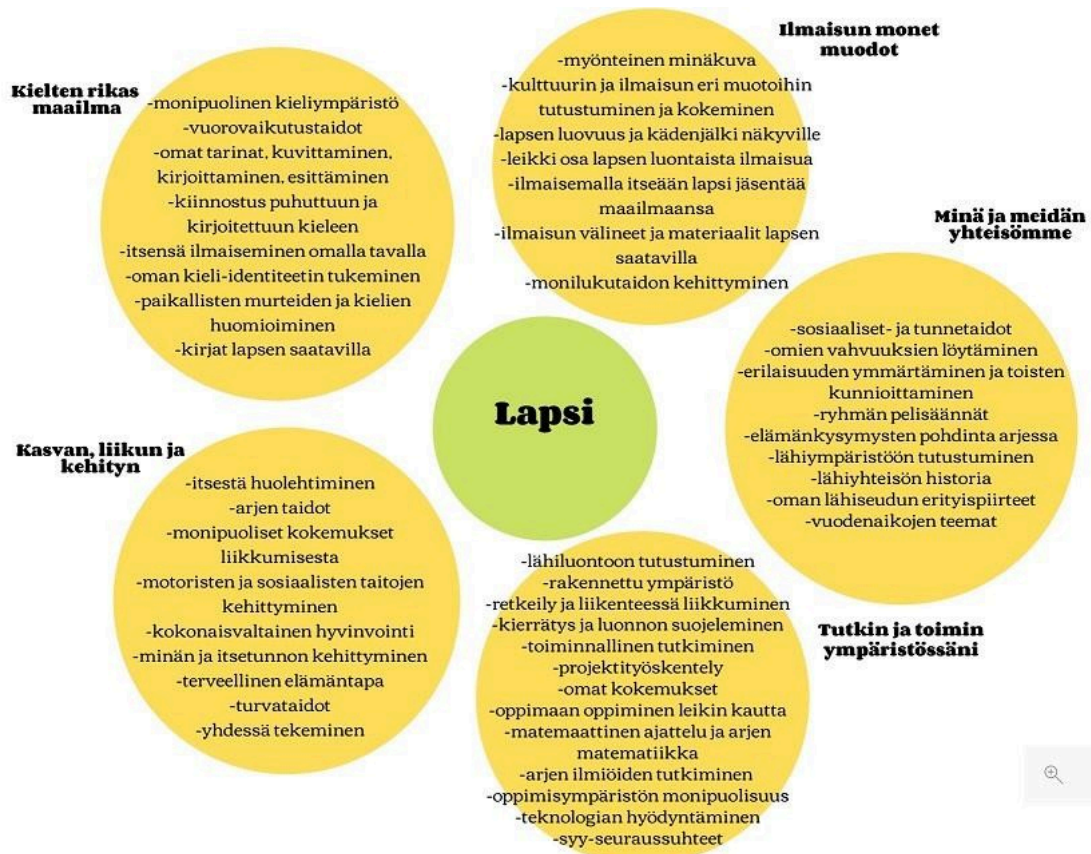 Kielten rikas
maailma
-monipuolinen kieliympäristö
-vuorovaikutustaidot
-omat tarinat, kuvittaminen,
kirjoittaminen, esittäminen
-kiinnostus puhuttuun ja
kirjoitettuun kieleen
-itsensä ilmaiseminen omalla tavalla
-oman kieli-identiteetin tukeminen
-paikallisten murteiden ja kielien
huomioiminen
-kirjat lapsen saatavilla
Ilmaisun monet
muodot
-myönteinen minäkuva
-kulttuurin ja ilmaisun eri muotoihin
tutustuminen ja kokeminen
-lapsen luovuus ja kädenjälki näkyville
-leikki osa lapsen luontaista ilmaisua
-ilmaisemalla itseään lapsi jäsentää
maailmaansa
-ilmaisun välineet ja materiaalit lapsen
saatavilla
-monilukutaidon kehittyminen
Minä ja meidän
yhteisömme
-sosiaaliset- ja tunnetaidot
-omien vahvuuksien löytäminen
-erilaisuuden ymmärtäminen ja toisten
kunnioittaminen
-ryhmän pelisäännät
-elämänkysymysten pohdinta arjessa
-lähiympäristöön tutustuminen
-lähiyhteisön historia
-oman lähiseudun erityispiirteet
-vuodenaikojen teemat
Lapsi
Kasvan, liikun ja
kehityn
-itsestä huolehtiminen
-arjen taidot
-monipuoliset kokemukset
liikkumisesta
-motoristen ja sosiaalisten taitojen
kehittyminen
-kokonaisvaltainen hyvinvointi
-minän ja itsetunnon kehittyminen
-terveellinen elämäntapa
-turvataidot
-yhdessä tekeminen
Tutkin ja toimin
ympäristössäni
-lähiluontoon tutustuminen
-rakennettu ympäristö
-retkeily ja liikenteessä liikkuminen
-kierrätys ja luonnon suojeleminen
-toiminnallinen tutkiminen
-projektityöskentely
-omat kokemukset
-oppimaan oppiminen leikin kautta
-matemaattinen ajattelu ja arjen
matematiikka
-arjen ilmiöiden tutkiminen
-oppimisympäristön monipuolisuus
-teknologian hyödyntäminen
-syy-seuraussuhteet